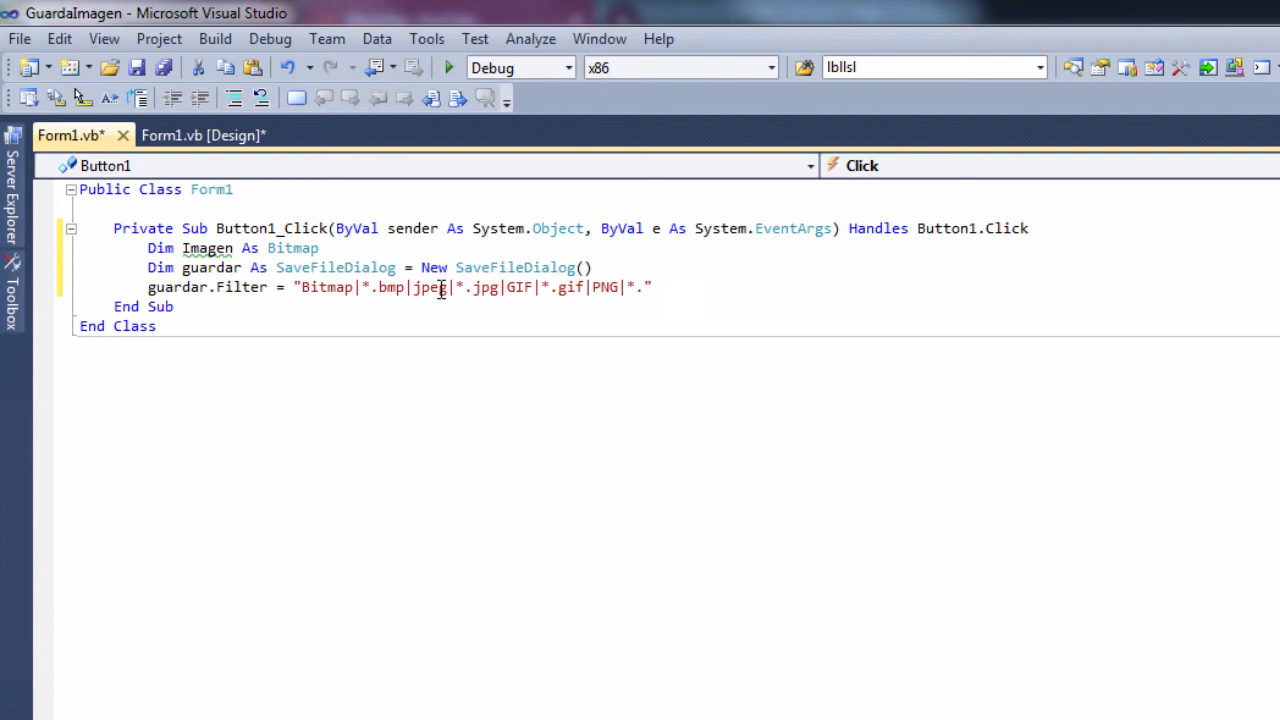 GuardaImagen - Microsoft Visual Studio
File Edit View Project Build Debug Team Data Tools Test Analyze Window Help
Debug x86 lbllsl
Form1.vb* Form1.vb [Design]*
Button1 Click
Server Explorer
Toolbox
Public Class Form1
Private Sub Button1_Click(ByVal sender As System.Object, ByVal e As System.EventArgs) Handles Button1.Click
Dim Imagen As Bitmap
Dim guardar As SaveFileDialog = New SaveFileDialog()
guardar.Filter = "Bitmap|*.bmp|jpeg|*.jpg|GIF|*.gif|PNG|*."
End Sub
End Class